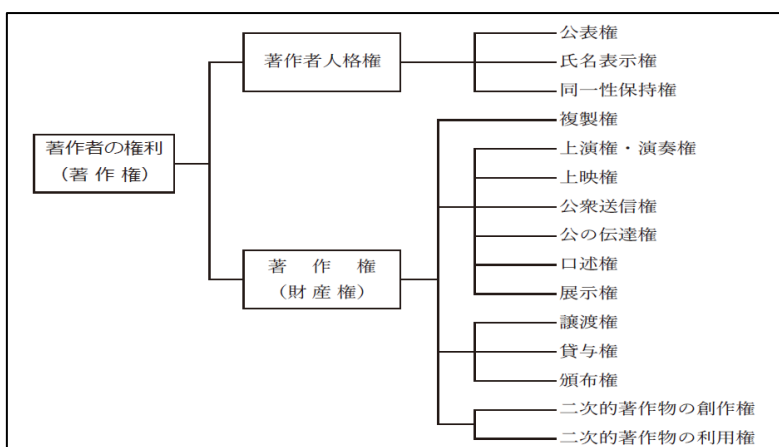 著作者の権利
（著 作 権）
著作者人格権
公表権
氏名表示権
同一性保持権
著　作　権
（財 産 権）
複製権
上演権・演奏権
上映権
公衆送信権
公の伝達権
口述権
展示権
譲渡権
貸与権
頒布権
二次的著作物の創作権
二次的著作物の利用権